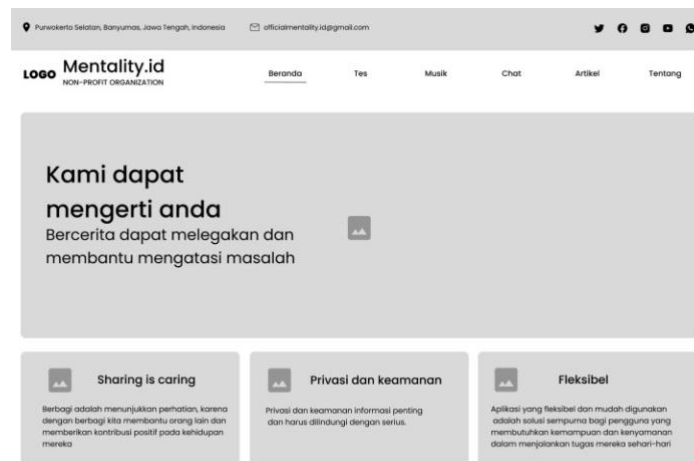 Purwokerto Selatan, Banyumas, Jawa Tengah, Indonesia
officialmentality.id@gmail.com
LOGO
Mentality.id
NON-PROFIT ORGANIZATION
Beranda
Tes
Musik
Chat
Artikel
Tentang
Kami dapat
mengerti anda
Bercerita dapat melegakan dan
membantu mengatasi masalah
Sharing is caring
Berbagi adalah menunjukkan perhatian, karena
dengan berbagi kita membantu orang lain dan
memberikan kontribusi positif pada kehidupan
mereka
Privasi dan keamanan
Privasi dan keamanan informasi penting
dan harus dilindungi dengan serius.
Fleksibel
Aplikasi yang fleksibel dan mudah digunakan
adalah solusi sempurna bagi pengguna yang
membutuhkan kemampuan dan kenyamanan
dalam menjalankan tugas mereka sehari-hari